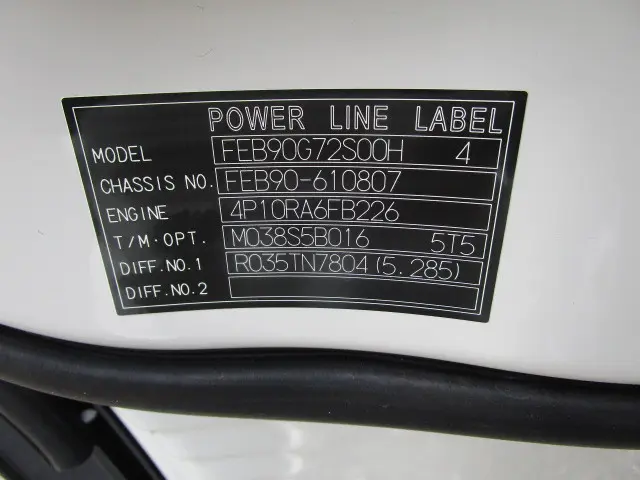 POWER LINE LABEL
MODEL FEB90G72S00H 4
CHASSIS NO. FEB90-610807
ENGINE 4P10RA6FB226
T/M·OPT. M038S5B016 5T5
DIFF.NO.1 R035TN7804(5.285)
DIFF.NO.2